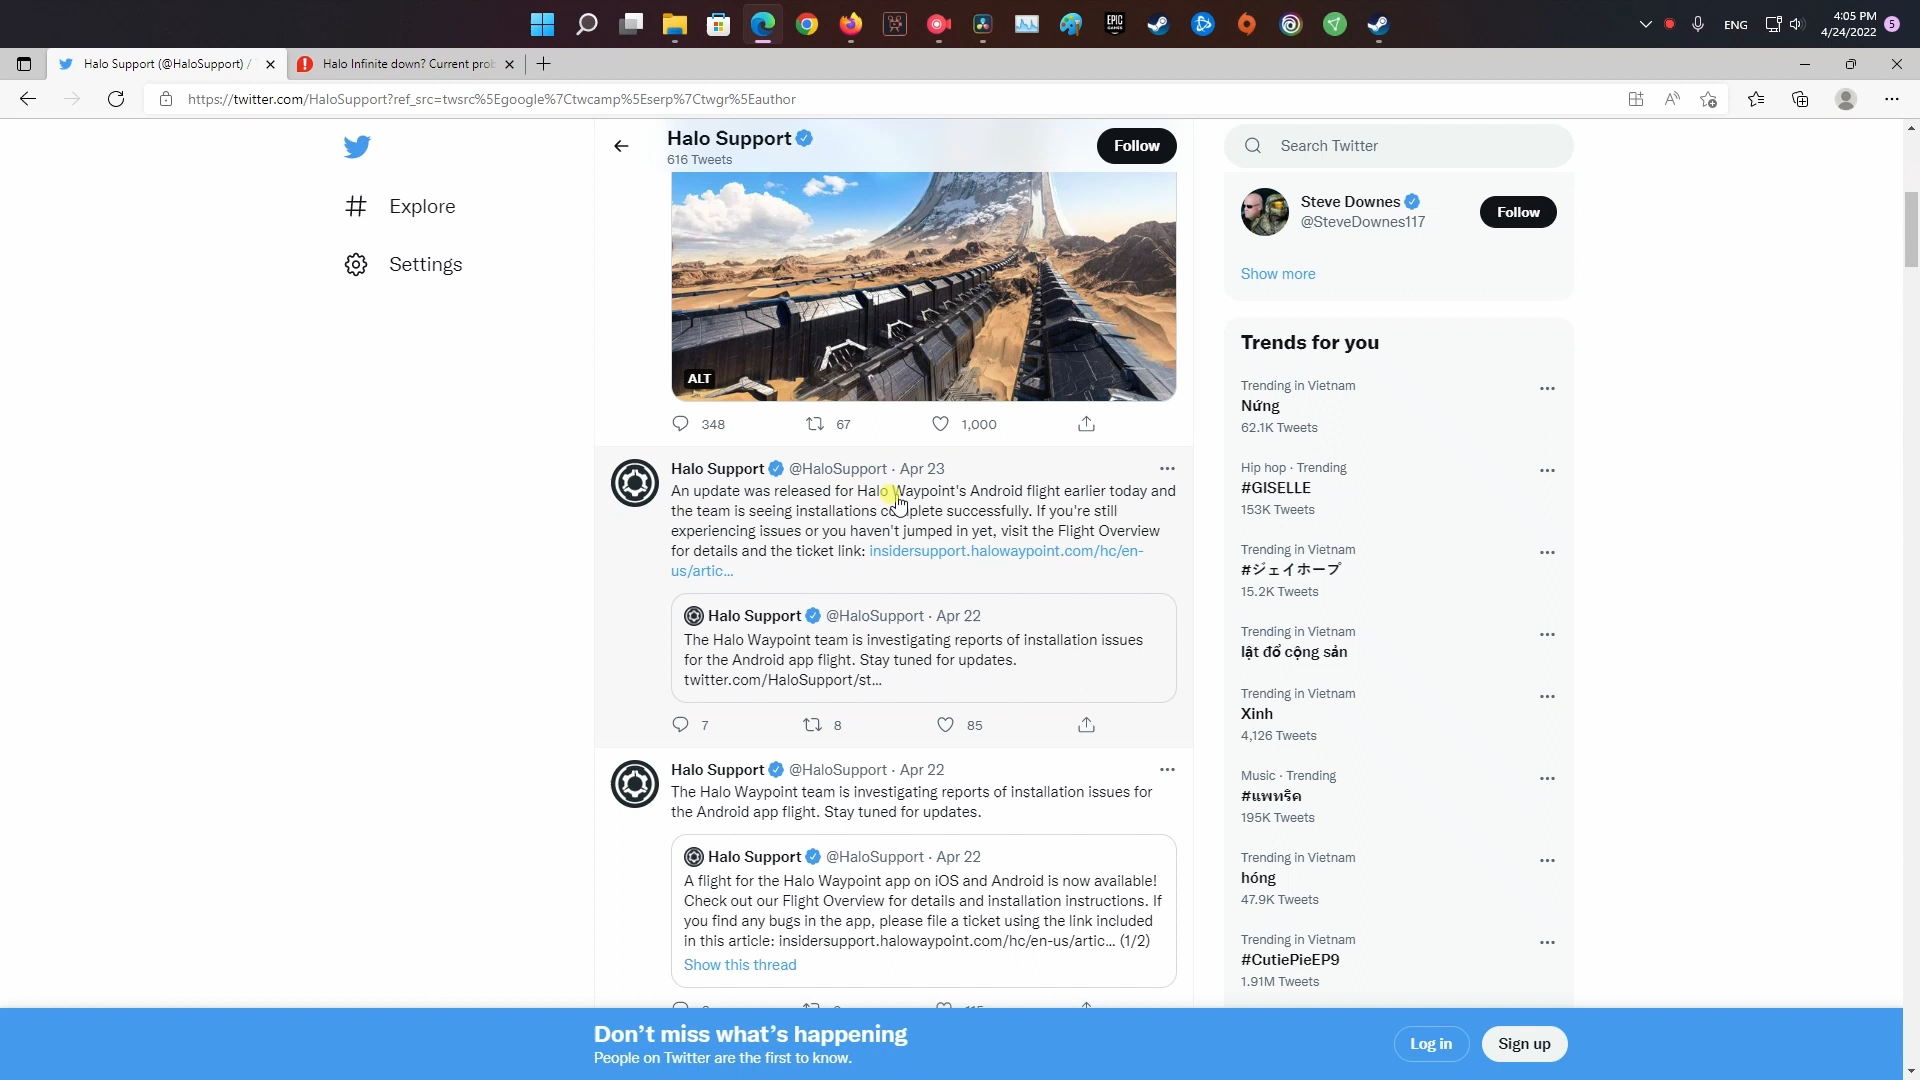 ENG
4:05 PM
4/24/2022
5
EPIC
GAMES
Halo Support (@HaloSupport) /
Halo Infinite down? Current prob
https://twitter.com/HaloSupport?ref_src=twsrc%5Egoogle%7Ctwcamp%5Eserp%7Ctwgr%5Eauthor
Explore
Settings
Halo Support
616 Tweets
Follow
ALT
348
67
1,000
Halo Support @HaloSupport · Apr 23
An update was released for Halo Waypoint's Android flight earlier today and
the team is seeing installations complete successfully. If you're still
experiencing issues or you haven't jumped in yet, visit the Flight Overview
for details and the ticket link: insidersupport.halowaypoint.com/hc/en-
us/artic...
Halo Support @HaloSupport · Apr 22
The Halo Waypoint team is investigating reports of installation issues
for the Android app flight. Stay tuned for updates.
twitter.com/HaloSupport/st...
7
8
85
Halo Support @HaloSupport · Apr 22
The Halo Waypoint team is investigating reports of installation issues for
the Android app flight. Stay tuned for updates.
Halo Support @HaloSupport · Apr 22
A flight for the Halo Waypoint app on iOS and Android is now available!
Check out our Flight Overview for details and installation instructions. If
you find any bugs in the app, please file a ticket using the link included
in this article: insidersupport.halowaypoint.com/hc/en-us/artic... (1/2)
Show this thread
Search Twitter
Steve Downes
@SteveDownes117
Follow
Show more
Trends for you
Trending in Vietnam
Nứng
62.1K Tweets
Hip hop · Trending
#GISELLE
153K Tweets
Trending in Vietnam
#ジェイホープ
15.2K Tweets
Trending in Vietnam
lật đổ cộng sản
Trending in Vietnam
Xinh
4,126 Tweets
Music · Trending
#แพทริค
195K Tweets
Trending in Vietnam
hóng
47.9K Tweets
Trending in Vietnam
#CutiePieEP9
1.91M Tweets
Don't miss what's happening
People on Twitter are the first to know.
Log in
Sign up